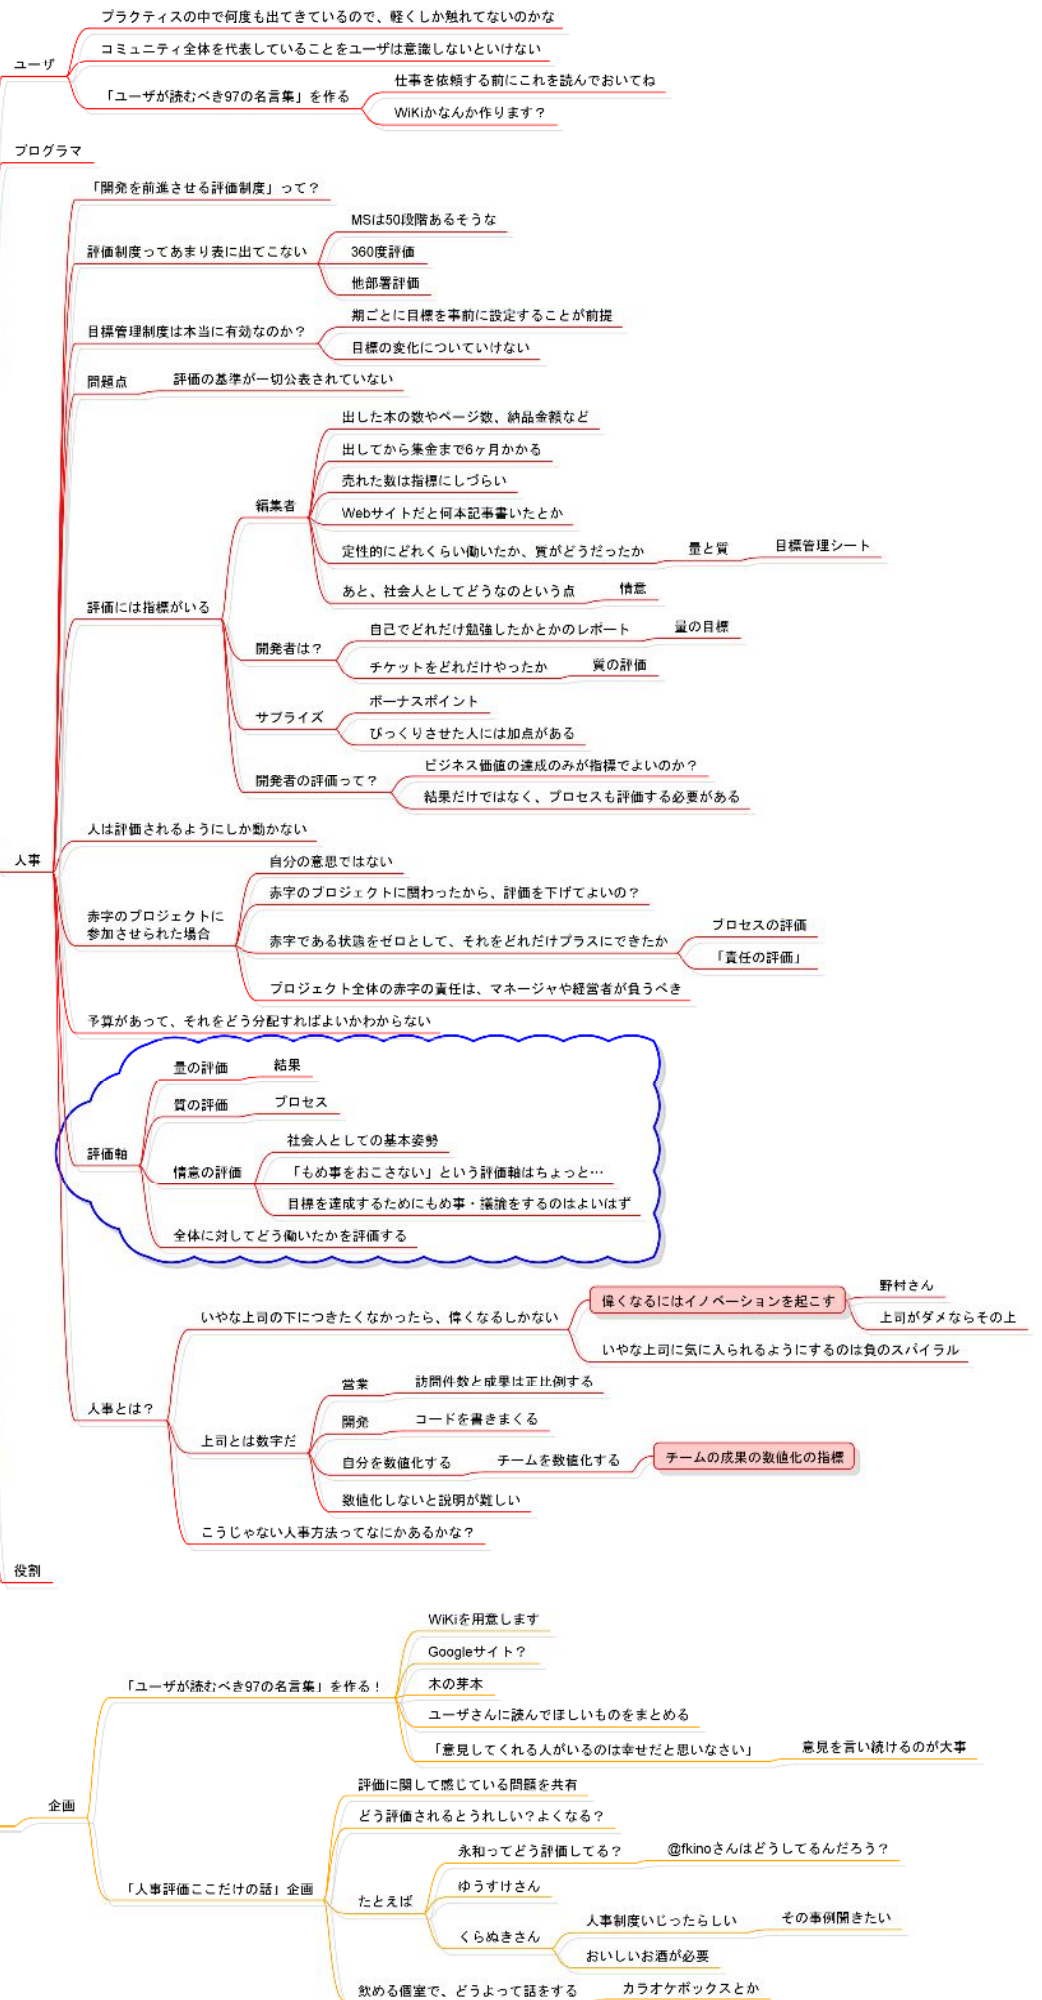 ユーザ
プラクティスの中で何度も出てきているので、軽くしか触れてないのかな
コミュニティ全体を代表していることをユーザは意識しないといけない
「ユーザが読むべき97の名言集」を作る
仕事を依頼する前にこれを読んでおいてね
WiKiかなんか作ります？
プログラマ
人事
「開発を前進させる評価制度」って？
評価制度ってあまり表に出てこない
MSは50段階あるそうな
360度評価
他部署評価
目標管理制度は本当に有効なのか？
期ごとに目標を事前に設定することが前提
目標の変化についていけない
問題点
評価の基準が一切公表されていない
評価には指標がいる
編集者
出した本の数やページ数、納品金額など
出してから集金まで6ヶ月かかる
売れた数は指標にしづらい
Webサイトだと何本記事書いたとか
定性的にどれくらい働いたか、質がどうだったか
量と質
目標管理シート
あと、社会人としてどうなのという点
情意
開発者は？
自己でどれだけ勉強したかとかのレポート
量の目標
チケットをどれだけやったか
質の評価
サプライズ
ボーナスポイント
びっくりさせた人には加点がある
開発者の評価って？
ビジネス価値の達成のみが指標でよいのか？
結果だけではなく、プロセスも評価する必要がある
人は評価されるようにしか動かない
赤字のプロジェクトに
参加させられた場合
自分の意思ではない
赤字のプロジェクトに関わったから、評価を下げてよいの？
赤字である状態をゼロとして、それをどれだけプラスにできたか
プロセスの評価
「責任の評価」
プロジェクト全体の赤字の責任は、マネージャや経営者が負うべき
予算があって、それをどう分配すればよいかわからない
評価軸
量の評価
結果
質の評価
プロセス
情意の評価
社会人としての基本姿勢
「もめ事をおこさない」という評価軸はちょっと…
目標を達成するためにもめ事・議論をするのはよいはず
全体に対してどう働いたかを評価する
人事とは？
いやな上司の下につきたくなかったら、偉くなるしかない
偉くなるにはイノベーションを起こす
野村さん
上司がダメならその上
いやな上司に気に入られるようにするのは負のスパイラル
上司とは数字だ
営業
訪問件数と成果は正比例する
開発
コードを書きまくる
自分を数値化する
チームを数値化する
チームの成果の数値化の指標
数値化しないと説明が難しい
こうじゃない人事方法ってなにかあるかな？
役割
企画
「ユーザが読むべき97の名言集」を作る！
WiKiを用意します
Googleサイト？
木の芽本
ユーザさんに読んでほしいものをまとめる
「意見してくれる人がいるのは幸せだと思いなさい」
意見を言い続けるのが大事
「人事評価ここだけの話」企画
評価に関して感じている問題を共有
どう評価されるとうれしい？よくなる？
たとえば
永和ってどう評価してる？
@fkinoさんはどうしてるんだろう？
ゆうすけさん
くらぬきさん
人事制度いじったらしい
その事例聞きたい
おいしいお酒が必要
飲める個室で、どうよって話をする
カラオケボックスとか